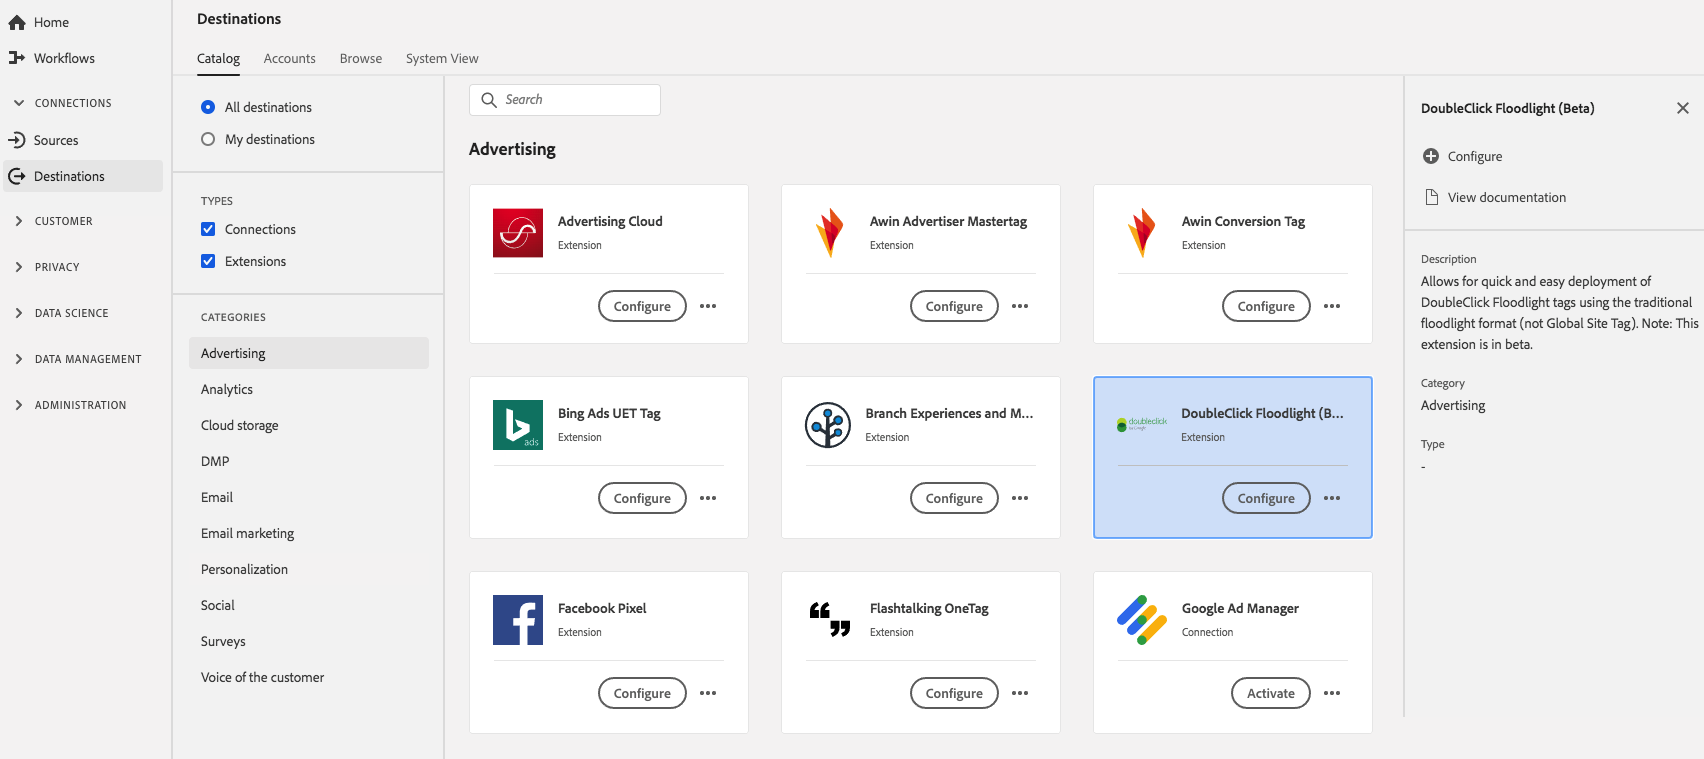 Home
Workflows
CONNECTIONS
Sources
Destinations
CUSTOMER
PRIVACY
DATA SCIENCE
DATA MANAGEMENT
ADMINISTRATION
Destinations
Catalog Accounts Browse System View
All destinations
My destinations
TYPES
Connections
Extensions
CATEGORIES
Advertising
Analytics
Cloud storage
DMP
Email
Email marketing
Personalization
Social
Surveys
Voice of the customer
Search
Advertising
Advertising Cloud
Extension
Configure
Awin Advertiser Mastertag
Extension
Configure
Awin Conversion Tag
Extension
Configure
ads
Bing Ads UET Tag
Extension
Configure
Branch Experiences and M...
Extension
Configure
doubleclick
DoubleClick Floodlight (B...
Extension
Configure
Facebook Pixel
Extension
Configure
Flashtalking OneTag
Extension
Configure
Google Ad Manager
Connection
Activate
DoubleClick Floodlight (Beta)
Configure
View documentation
Description
Allows for quick and easy deployment of
DoubleClick Floodlight tags using the traditional
floodlight format (not Global Site Tag). Note: This
extension is in beta.
Category
Advertising
Type
-